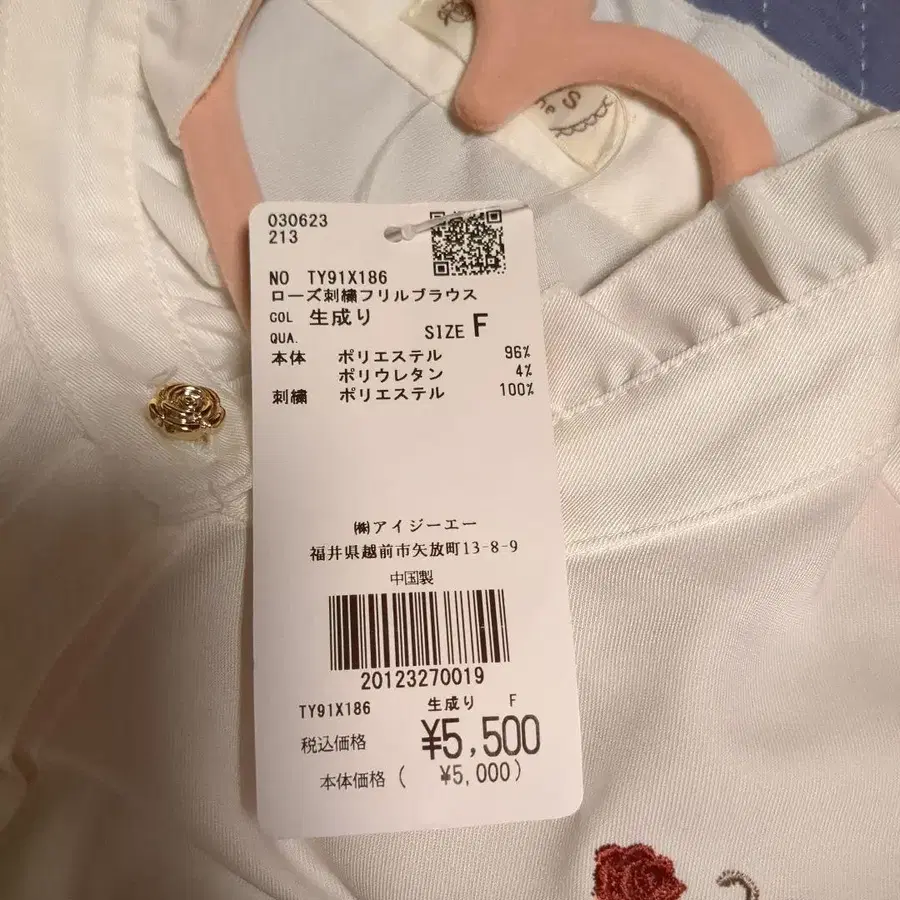 030623
213
NO TY91X186
ローズ刺繍フリルブラウス
COL 生成り
SIZE F
QUA.
本体 ポリエステル 96%
ポリウレタン 4%
刺繍 ポリエステル 100%
㈱アイジーエー
福井県越前市矢放町13-8-9
中国製
20123270019
TY91X186 生成り F
税込価格 ¥5,500
本体価格( ¥5,000)